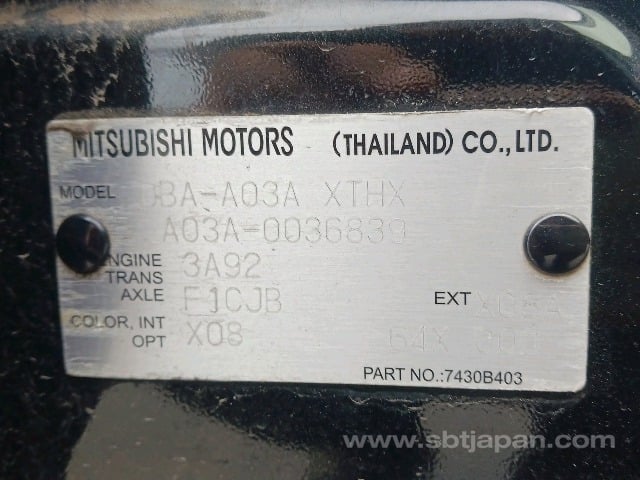 MITSUBISHI MOTORS (THAILAND) CO., LTD.
MODEL DBA-A03A XTHX
A03A-0036839
ENGINE 3A92
TRANS
AXLE F1CJB EXT
COLOR, INT X08 64X
OPT
PART NO.:7430B403
www.sbtjapan.com